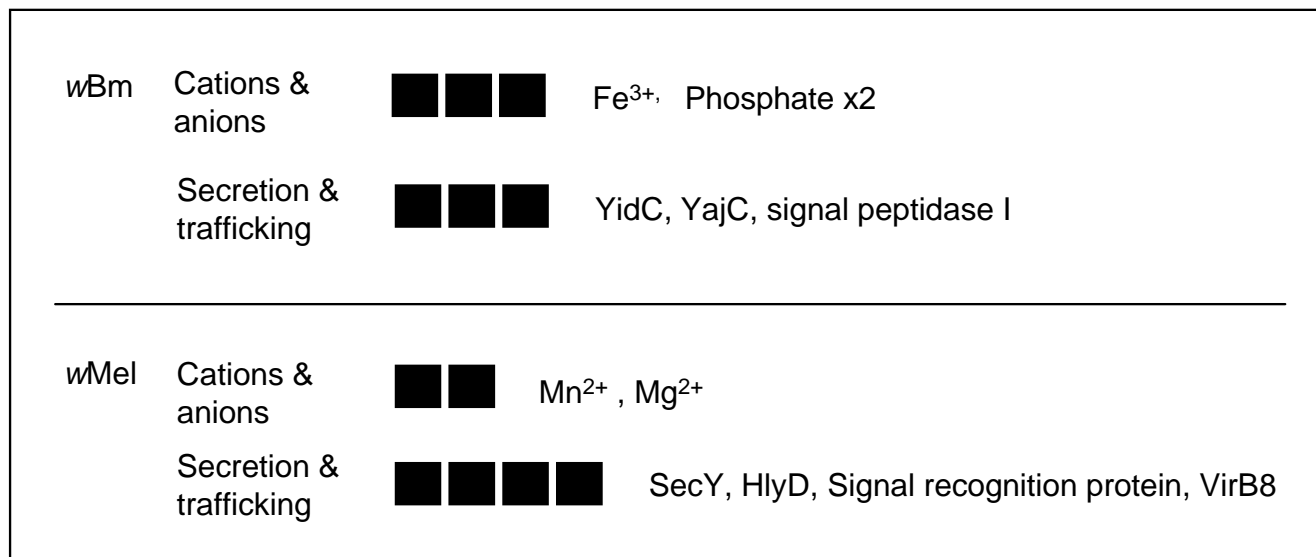 wBm Cations & anions Fe³⁺, Phosphate x2
Secretion & trafficking YidC, YajC, signal peptidase I
wMel Cations & anions Mn²⁺ , Mg²⁺
Secretion & trafficking SecY, HlyD, Signal recognition protein, VirB8